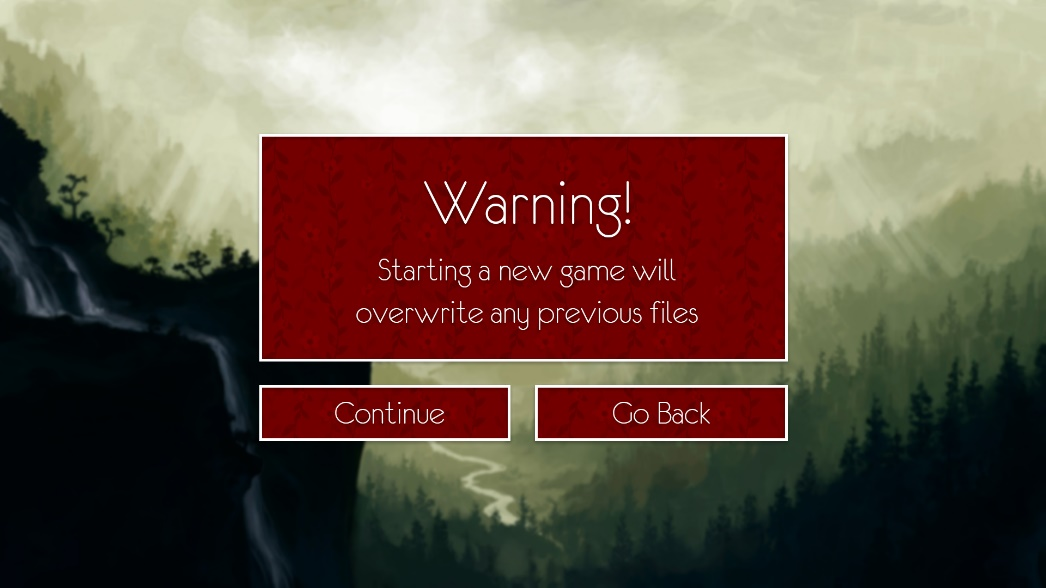 Warning!
Starting a new game will
overwrite any previous files
Continue
Go Back